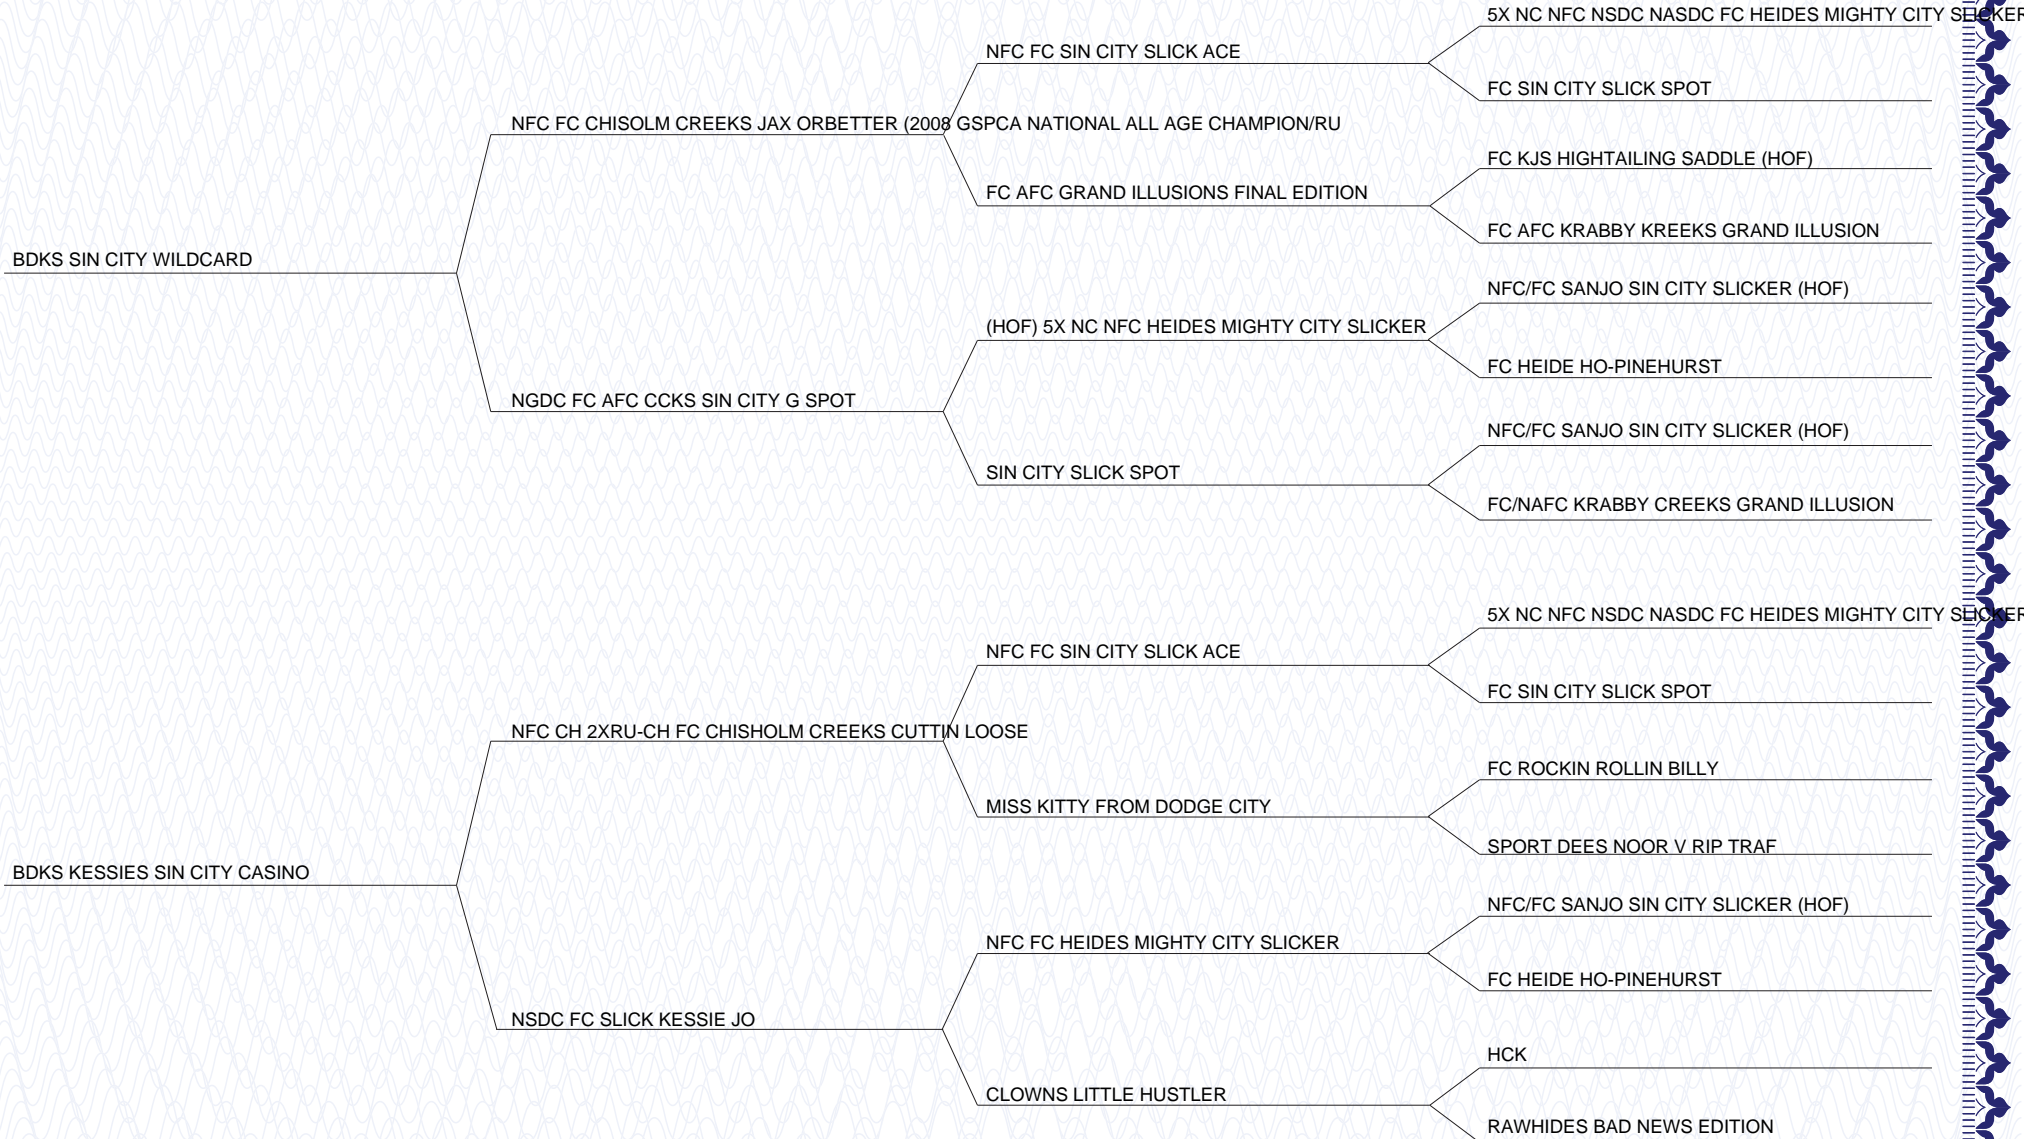 5X NC NFC NSDC NASDC FC HEIDES MIGHTY CITY SLICKER
NFC FC SIN CITY SLICK ACE
FC SIN CITY SLICK SPOT
NFC FC CHISOLM CREEKS JAX ORBETTER (2008 GSPCA NATIONAL ALL AGE CHAMPION/RU
FC KJS HIGHTAILING SADDLE (HOF)
FC AFC GRAND ILLUSIONS FINAL EDITION
FC AFC KRABBY KREEKS GRAND ILLUSION
BDKS SIN CITY WILDCARD
NFC/FC SANJO SIN CITY SLICKER (HOF)
(HOF) 5X NC NFC HEIDES MIGHTY CITY SLICKER
FC HEIDE HO-PINEHURST
NGDC FC AFC CCKS SIN CITY G SPOT
NFC/FC SANJO SIN CITY SLICKER (HOF)
SIN CITY SLICK SPOT
FC/NAFC KRABBY CREEKS GRAND ILLUSION
5X NC NFC NSDC NASDC FC HEIDES MIGHTY CITY SLICKER
NFC FC SIN CITY SLICK ACE
FC SIN CITY SLICK SPOT
NFC CH 2XRU-CH FC CHISHOLM CREEKS CUTTIN LOOSE
FC ROCKIN ROLLIN BILLY
MISS KITTY FROM DODGE CITY
SPORT DEES NOOR V RIP TRAF
BDKS KESSIES SIN CITY CASINO
NFC/FC SANJO SIN CITY SLICKER (HOF)
NFC FC HEIDES MIGHTY CITY SLICKER
FC HEIDE HO-PINEHURST
NSDC FC SLICK KESSIE JO
HCK
CLOWNS LITTLE HUSTLER
RAWHIDES BAD NEWS EDITION